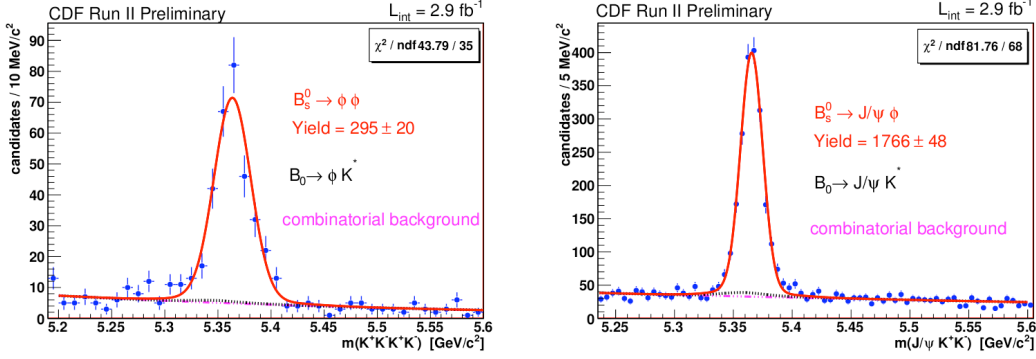 CDF Run II Preliminary
L_int = 2.9 fb⁻¹
candidates / 10 MeV/c²
χ² / ndf 43.79 / 35
B_s^0 → ϕ ϕ
Yield = 295 ± 20
B_0 → ϕ K^*
combinatorial background
90
80
70
60
50
40
30
20
10
0
5.2 5.25 5.3 5.35 5.4 5.45 5.5 5.55 5.6
m(K⁺K⁻K⁺K⁻) [GeV/c²]
CDF Run II Preliminary
L_int = 2.9 fb⁻¹
candidates / 5 MeV/c²
χ² / ndf 81.76 / 68
B_s^0 → J/ψ ϕ
Yield = 1766 ± 48
B_0 → J/ψ K^*
combinatorial background
400
350
300
250
200
150
100
50
0
5.25 5.3 5.35 5.4 5.45 5.5 5.55 5.6
m(J/ψ K⁺K⁻) [GeV/c²]